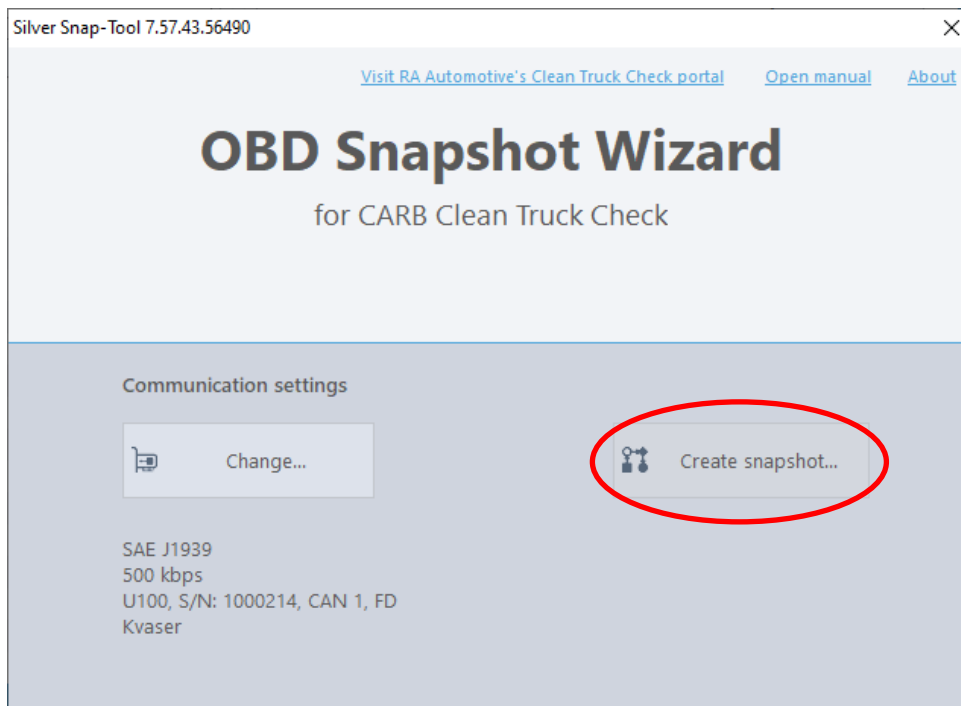 Silver Snap-Tool 7.57.43.56490
Visit RA Automotive's Clean Truck Check portal Open manual About
OBD Snapshot Wizard
for CARB Clean Truck Check
Communication settings
Change... Create snapshot...
SAE J1939
500 kbps
U100, S/N: 1000214, CAN 1, FD
Kvaser